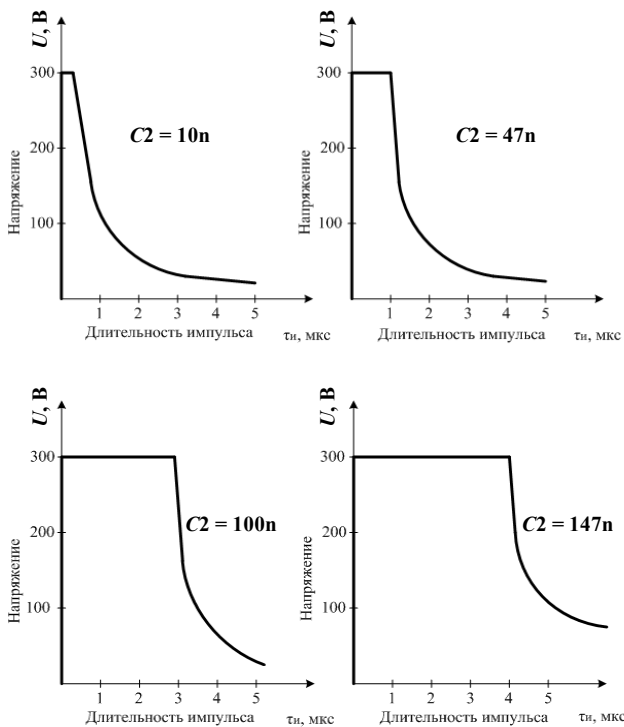 U, В
300
200
100
Напряжение
C2 = 10n
1 2 3 4 5
Длительность импульса τи, мкс
U, В
300
200
100
Напряжение
C2 = 47n
1 2 3 4 5
Длительность импульса τи, мкс
U, В
300
200
100
Напряжение
C2 = 100n
1 2 3 4 5
Длительность импульса τи, мкс
U, В
300
200
100
Напряжение
C2 = 147n
1 2 3 4 5
Длительность импульса τи, мкс